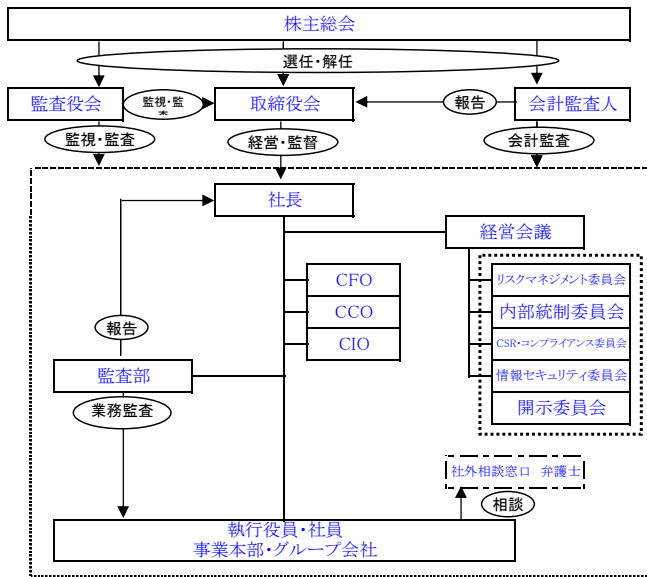 株主総会
選任・解任
監査役会
監視・監
査
取締役会
報告
会計監査人
監視・監査
経営・監督
会計監査
社長
経営会議
CFO
CCO
CIO
リスクマネジメント委員会
内部統制委員会
CSR・コンプライアンス委員会
情報セキュリティ委員会
開示委員会
報告
監査部
業務監査
社外相談窓口 弁護士
相談
執行役員・社員
事業本部・グループ会社